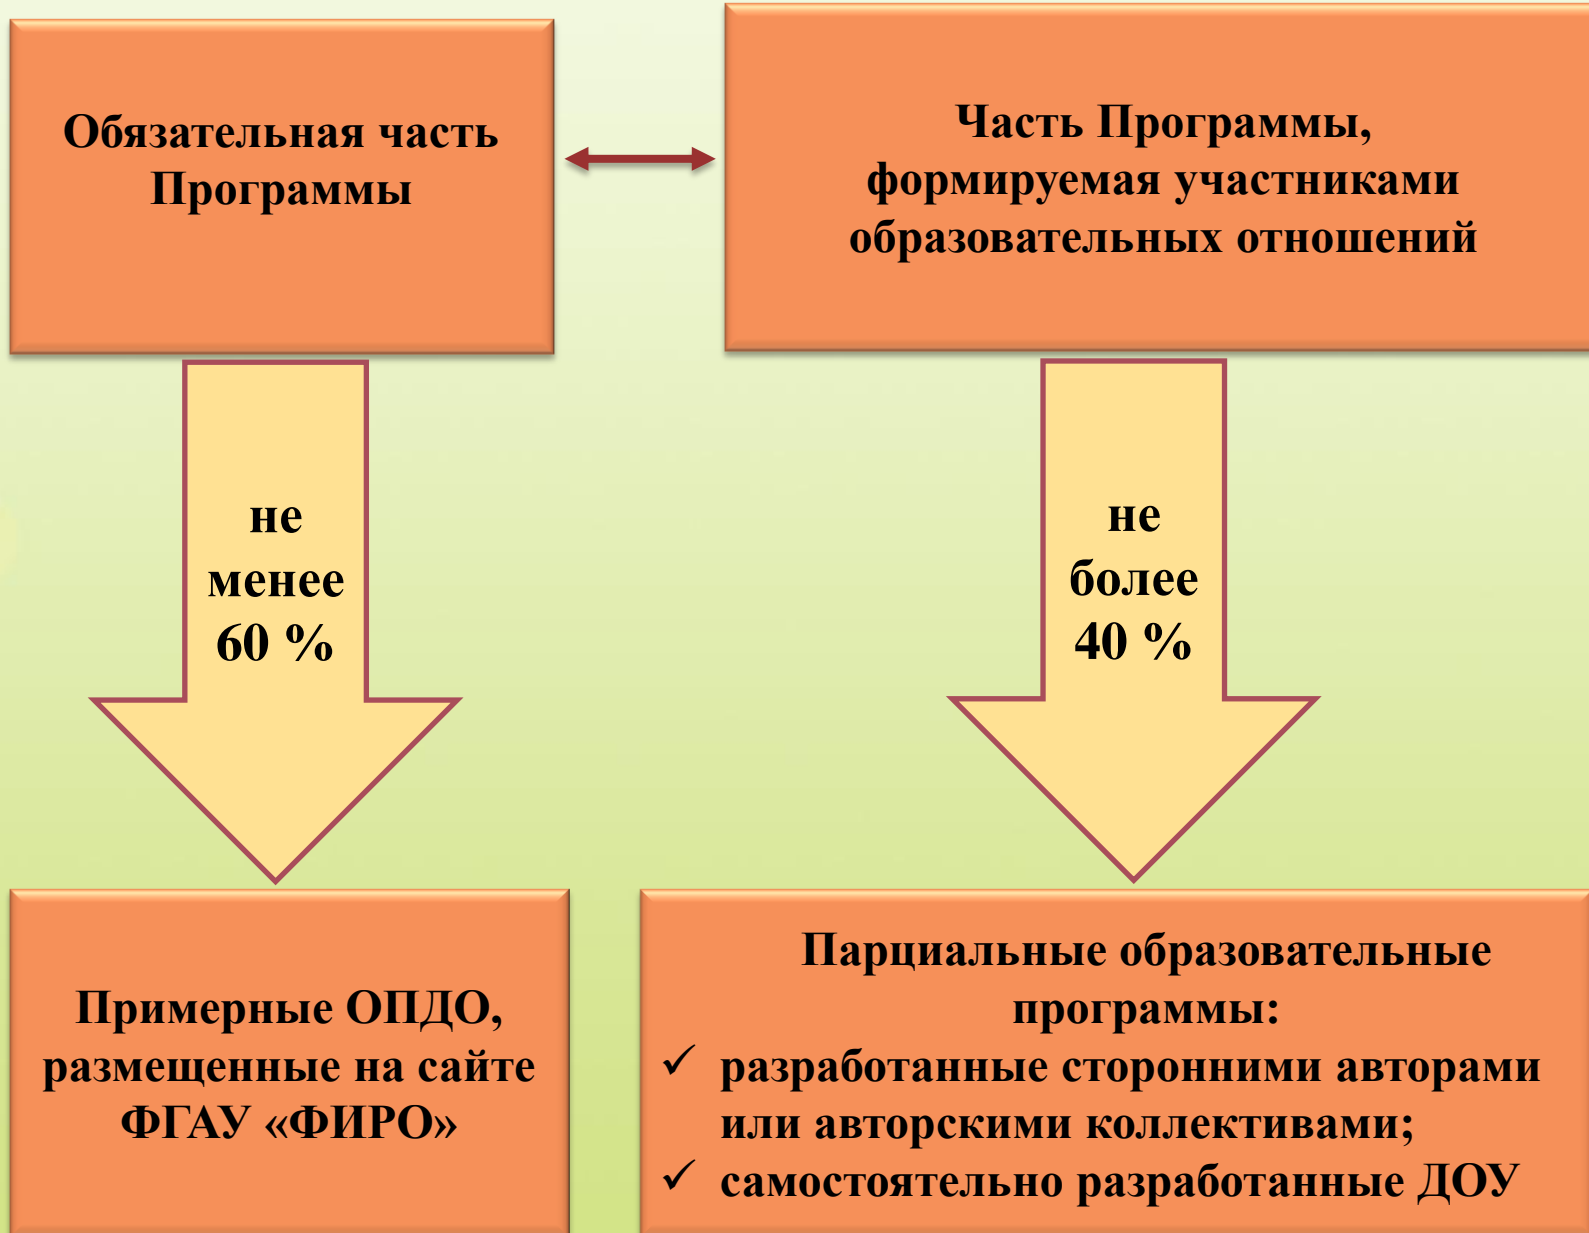 Обязательная часть
Программы
Часть Программы,
формируемая участниками
образовательных отношений
не
менее
60 %
не
более
40 %
Примерные ОПДО,
размещенные на сайте
ФГАУ «ФИРО»
Парциальные образовательные
программы:
✓ разработанные сторонними авторами
или авторскими коллективами;
✓ самостоятельно разработанные ДОУ